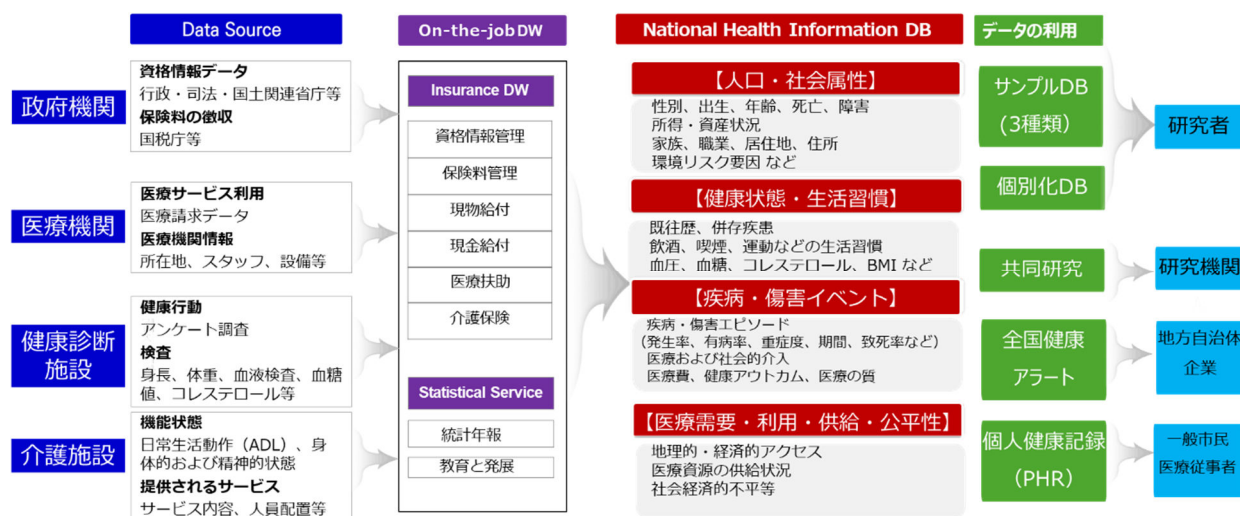 Data Source
On-the-job DW
National Health Information DB
データの利用
政府機関
資格情報データ
行政・司法・国土関連省庁等
保険料の徴収
国税庁等
医療機関
医療サービス利用
医療請求データ
医療機関情報
所在地、スタッフ、設備等
健康診断
施設
健康行動
アンケート調査
検査
身長、体重、血液検査、血糖
値、コレステロール等
介護施設
機能状態
日常生活動作（ADL）、身
体的および精神的状態
提供されるサービス
サービス内容、人員配置等
Insurance DW
資格情報管理
保険料管理
現物給付
現金給付
医療扶助
介護保険
Statistical Service
統計年報
教育と発展
【人口・社会属性】
性別、出生、年齢、死亡、障害
所得・資産状況
家族、職業、居住地、住所
環境リスク要因 など
【健康状態・生活習慣】
既往歴、併存疾患
飲酒、喫煙、運動などの生活習慣
血圧、血糖、コレステロール、BMI など
【疾病・傷害イベント】
疾病・傷害エピソード
（発生率、有病率、重症度、期間、致死率など）
医療および社会的介入
医療費、健康アウトカム、医療の質
【医療需要・利用・供給・公平性】
地理的・経済的アクセス
医療資源の供給状況
社会経済的不平等
サンプルDB
(3種類）
個別化DB
研究者
共同研究
研究機関
全国健康
アラート
地方自治体
企業
個人健康記録
（PHR）
一般市民
医療従事者